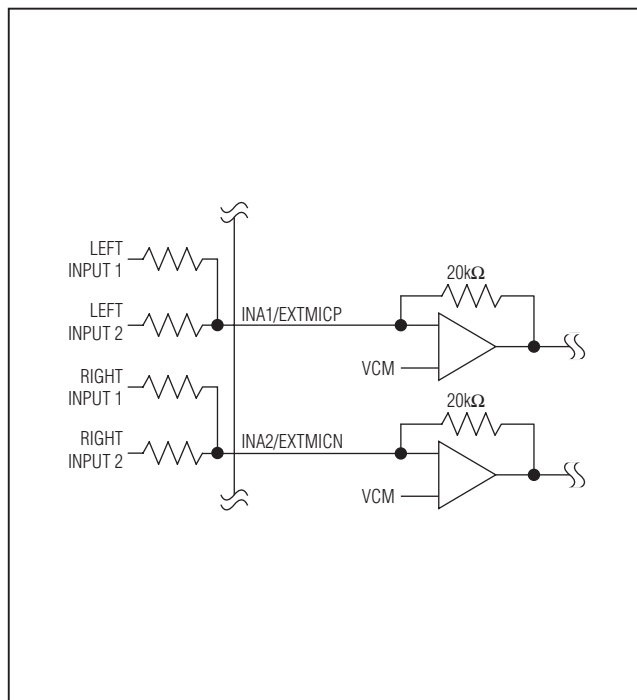 LEFT
INPUT 1
LEFT
INPUT 2
RIGHT
INPUT 1
RIGHT
INPUT 2
INA1/EXTMICP
20kΩ
VCM
INA2/EXTMICN
20kΩ
VCM